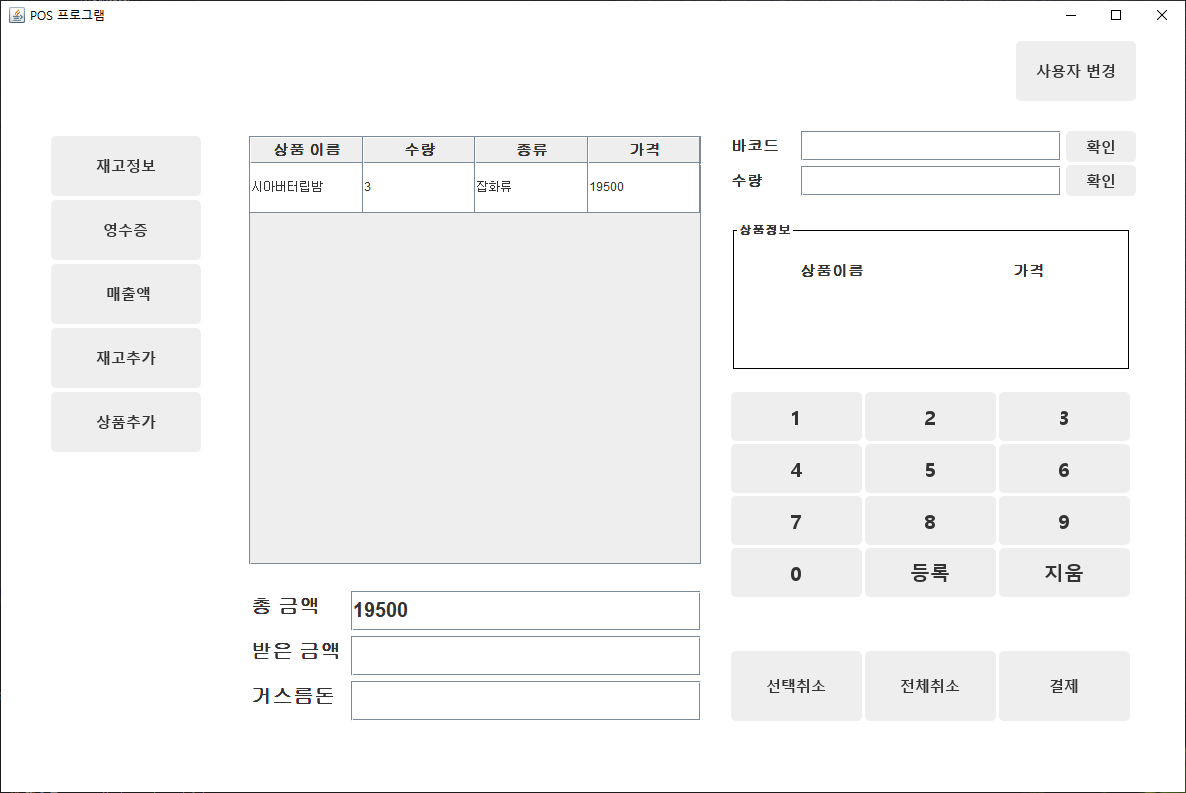 POS 프로그램
사용자 변경
재고정보
영수증
매출액
재고추가
상품추가
상품 이름 수량 종류 가격
시아버터립밤 3 잡화류 19500
총 금액 19500
받은 금액
거스름돈
바코드 확인
수량 확인
상품정보
상품이름 가격
1 2 3
4 5 6
7 8 9
0 등록 지움
선택취소 전체취소 결제